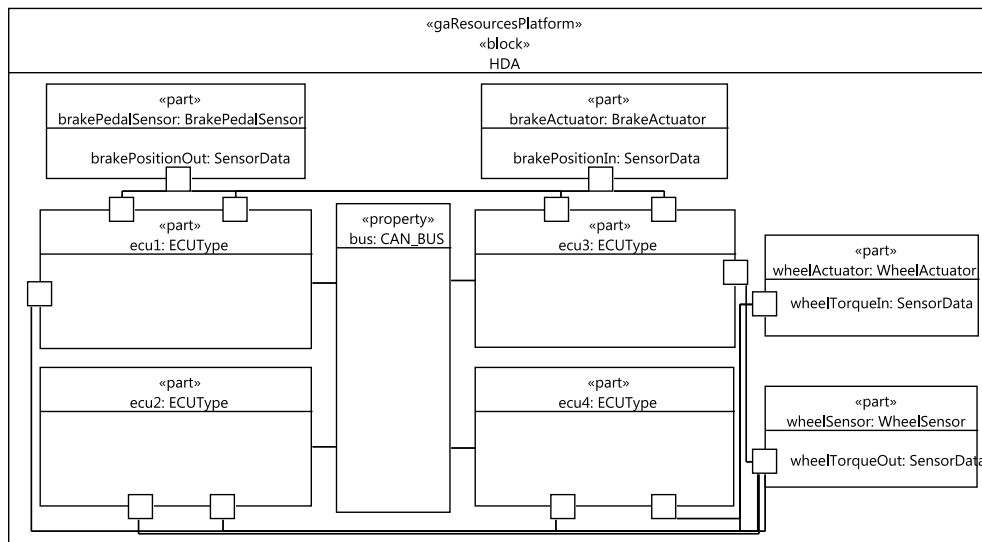 «gaResourcesPlatform»
«block»
HDA
«part»
brakePedalSensor: BrakePedalSensor
brakePositionOut: SensorData
«part»
brakeActuator: BrakeActuator
brakePositionIn: SensorData
«part»
ecu1: ECUType
«property»
bus: CAN_BUS
«part»
ecu3: ECUType
«part»
wheelActuator: WheelActuator
wheelTorqueIn: SensorData
«part»
ecu2: ECUType
«part»
ecu4: ECUType
«part»
wheelSensor: WheelSensor
wheelTorqueOut: SensorData